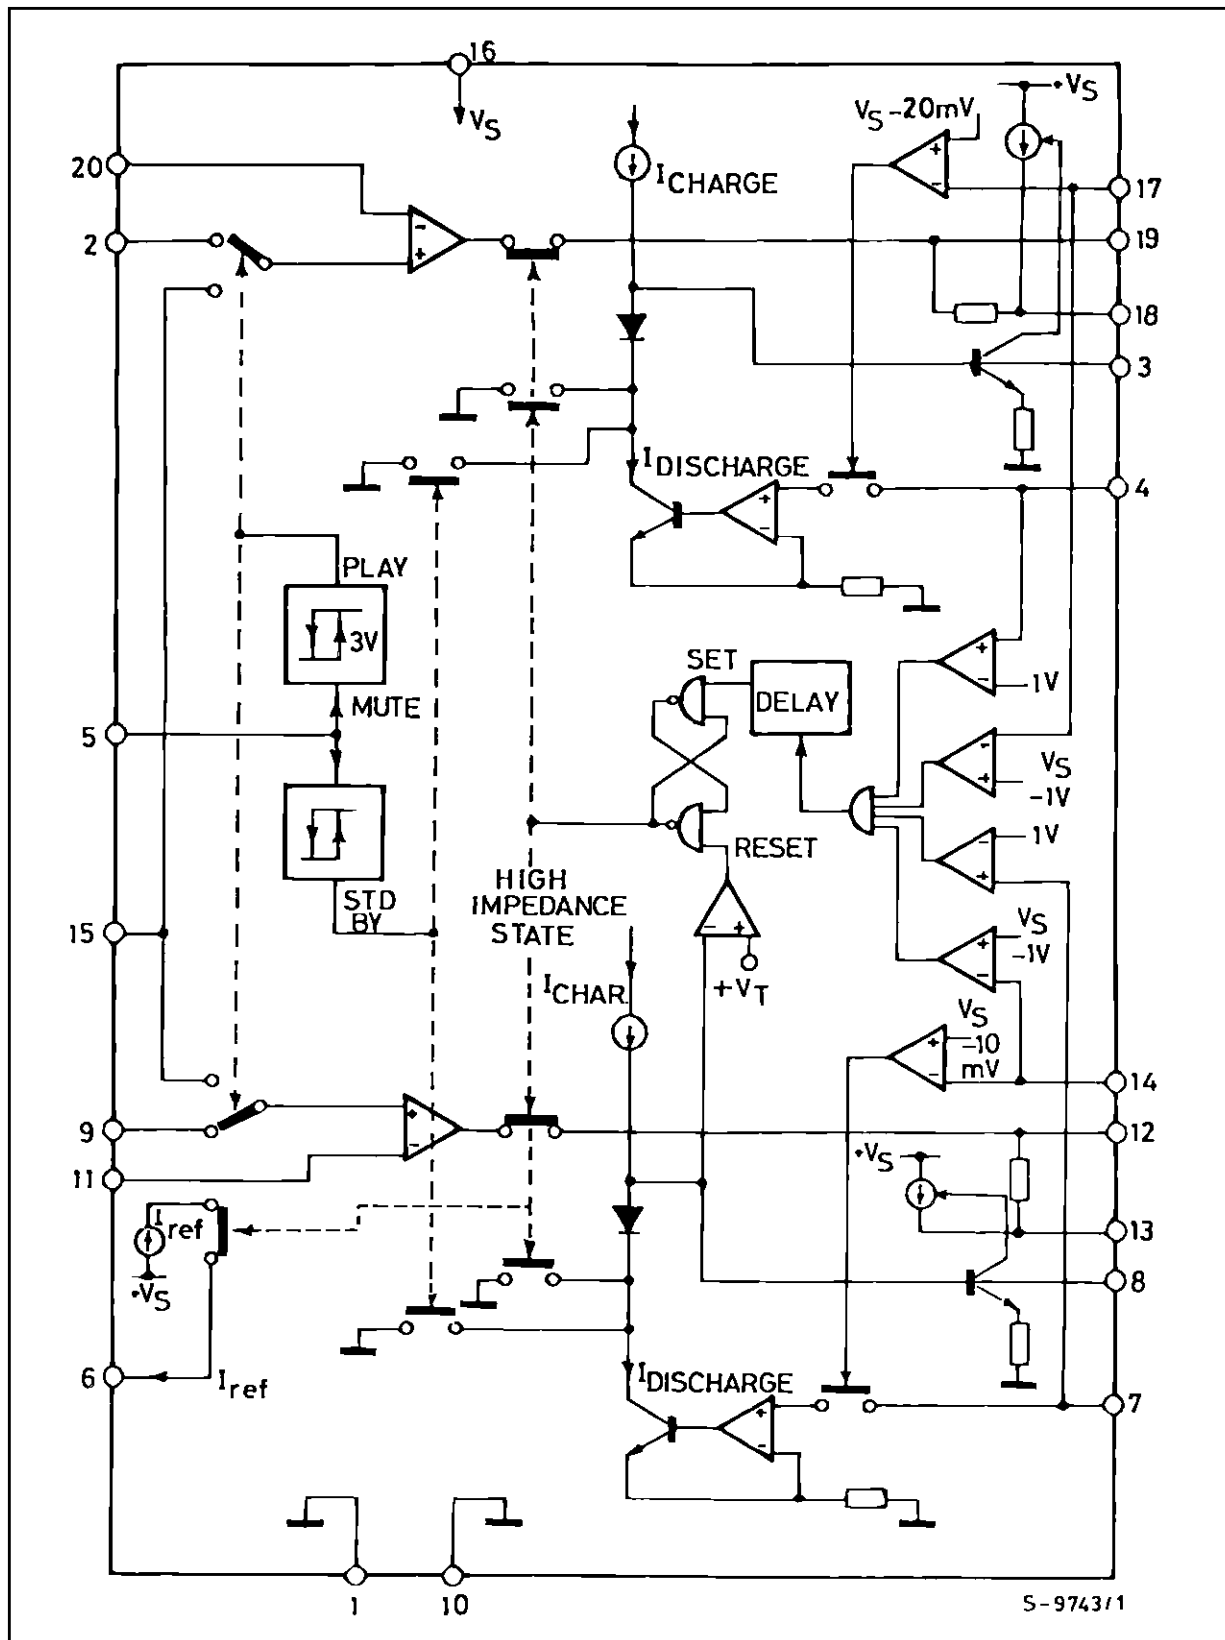 16
VS
+VS
VS-20mV
20
ICHARGE
+
-
17
2
-
+
19
18
3
IDISCHARGE
4
+
-
PLAY
3V
SET
DELAY
+
-
1V
MUTE
5
-
+
VS
-1V
RESET
-
+
1V
STD
BY
HIGH
IMPEDANCE
STATE
15
-
+
+VT
VS
-1V
+
-
ICHAR.
VS
-10
mV
+
-
14
9
+
-
12
11
+VS
Iref
13
+VS
8
6
Iref
IDISCHARGE
+
-
7
1
10
S-9743/1